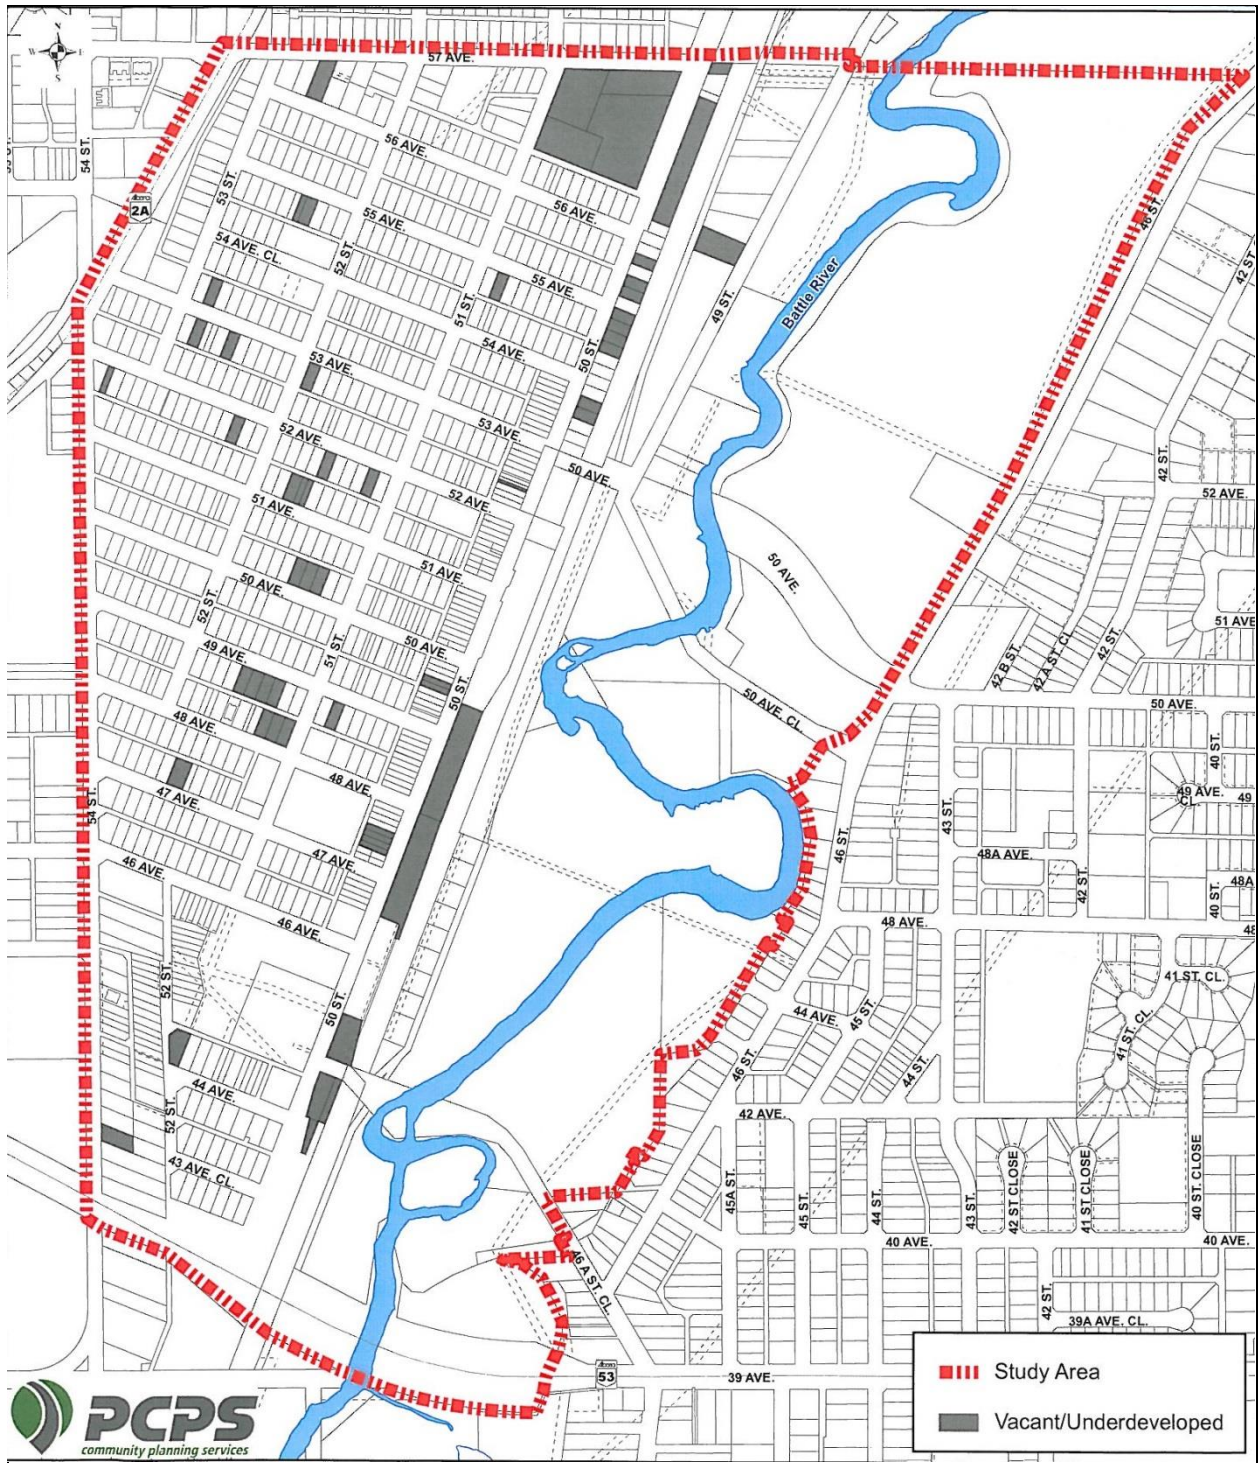 N
W E
S
57 AVE.
54 ST.
56 AVE.
53 ST.
2A
56 AVE.
55 AVE.
46 ST.
54 AVE. CL.
52 ST.
42 ST.
55 AVE.
Battle River
51 ST.
49 ST.
54 AVE.
50 ST.
53 AVE.
53 AVE.
52 AVE.
42 ST.
50 AVE.
52 AVE.
52 AVE.
51 AVE.
51 AVE.
50 AVE.
50 AVE.
52 ST.
51 AVE
50 AVE.
51 ST.
42 ST.
49 AVE.
42 B ST.
42 A ST. CL.
50 ST.
50 AVE. CL.
50 AVE.
48 AVE.
40 ST.
48 AVE.
49 AVE.
CL.
49
47 AVE.
54 ST.
43 ST.
46 ST.
47 AVE.
48A AVE.
46 AVE.
42 ST.
48A
40 ST.
46 AVE.
48 AVE.
48
52 ST.
41 ST. CL.
50 ST.
44 AVE.
45 ST.
41 ST. CL.
46 ST.
44 ST.
44 AVE.
52 ST.
42 AVE.
43 AVE. CL.
45A ST.
45 ST.
44 ST.
43 ST.
42 ST CLOSE
41 ST CLOSE
40 ST. CLOSE
40 AVE.
40 AVE.
46 A ST. CL.
42 ST.
39A AVE. CL.
53
39 AVE.
Study Area
Vacant/Underdeveloped
PCPS
community planning services